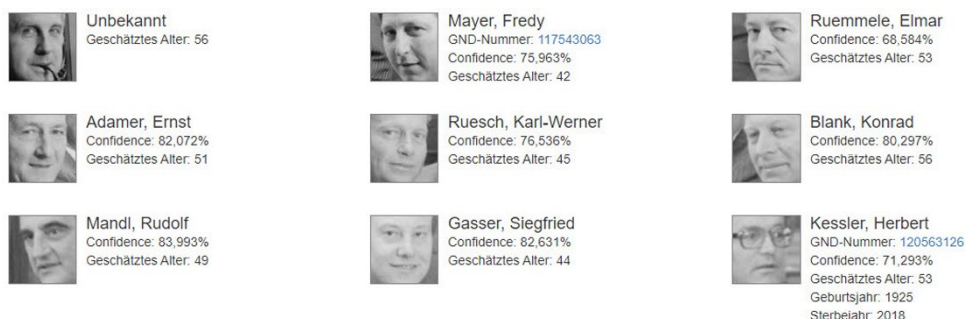 Unbekannt
Geschätztes Alter: 56
Mayer, Fredy
GND-Nummer: 117543063
Confidence: 75,963%
Geschätztes Alter: 42
Ruemmele, Elmar
Confidence: 68,584%
Geschätztes Alter: 53
Adamer, Ernst
Confidence: 82,072%
Geschätztes Alter: 51
Ruesch, Karl-Werner
Confidence: 76,536%
Geschätztes Alter: 45
Blank, Konrad
Confidence: 80,297%
Geschätztes Alter: 56
Mandl, Rudolf
Confidence: 83,993%
Geschätztes Alter: 49
Gasser, Siegfried
Confidence: 82,631%
Geschätztes Alter: 44
Kessler, Herbert
GND-Nummer: 120563126
Confidence: 71,293%
Geschätztes Alter: 53
Geburtsjahr: 1925
Sterbejahr: 2018